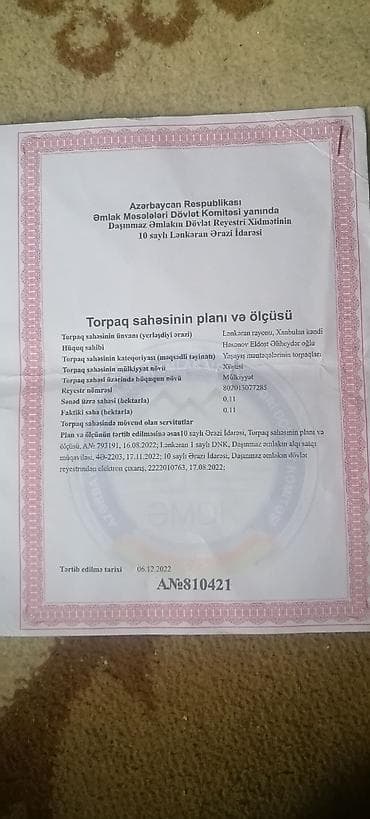 Azərbaycan Respublikası
Əmlak Məsələləri Dövlət Komitəsi yanında
Daşınmaz Əmlakın Dövlət Reyestri Xidmətinin
10 saylı Lənkəran Ərazi İdarəsi
Torpaq sahəsinin planı və ölçüsü
Torpaq sahəsinin ünvanı (yerləşdiyi ərazi) Lənkəran rayonu, Xanbulan kəndi
Hüquq sahibi Həsənov Eldost Əliheydər oğlu
Torpaq sahəsinin kateqoriyası (məqsədli təyinatı) Yaşayış məntəqələrinin torpaqları
Torpaq sahəsinin mülkiyyət növü Xüsusi
Torpaq sahəsi üzərində hüququn növü Mülkiyyət
Reyestr nömrəsi 802015077285
Sənəd üzrə sahəsi (hektarla) 0.11
Faktiki sahə (hektarla) 0.11
Torpaq sahəsində mövcud olan servitutlar
Plan və ölçünün tərtib edilməsinə əsas 10 saylı Ərazi İdarəsi, Torpaq sahəsinin planı və
ölçüsü, A№ 793191, 16.08.2022; Lənkəran 1 saylı DNK, Daşınmaz əmlakın alqı satqı
müqaviləsi, 4Ə-2203, 17.11.2022; 10 saylı Ərazi İdarəsi, Daşınmaz əmlakın dövlət
reyestrindən elektron çıxarış, 2222010763, 17.08.2022;
Tərtib edilmə tarixi 06.12.2022
A№810421